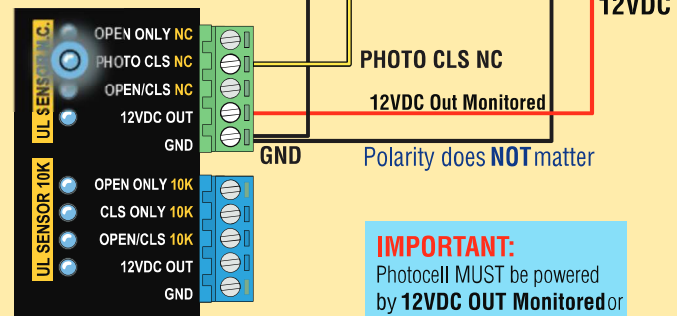 12VDC
UL SENSOR N.C.
OPEN ONLY NC
PHOTO CLS NC
OPEN/CLS NC
12VDC OUT
GND
PHOTO CLS NC
12VDC Out Monitored
GND
Polarity does NOT matter
UL SENSOR 10K
OPEN ONLY 10K
CLS ONLY 10K
OPEN/CLS 10K
12VDC OUT
GND
IMPORTANT:
Photocell MUST be powered
by 12VDC OUT Monitored or